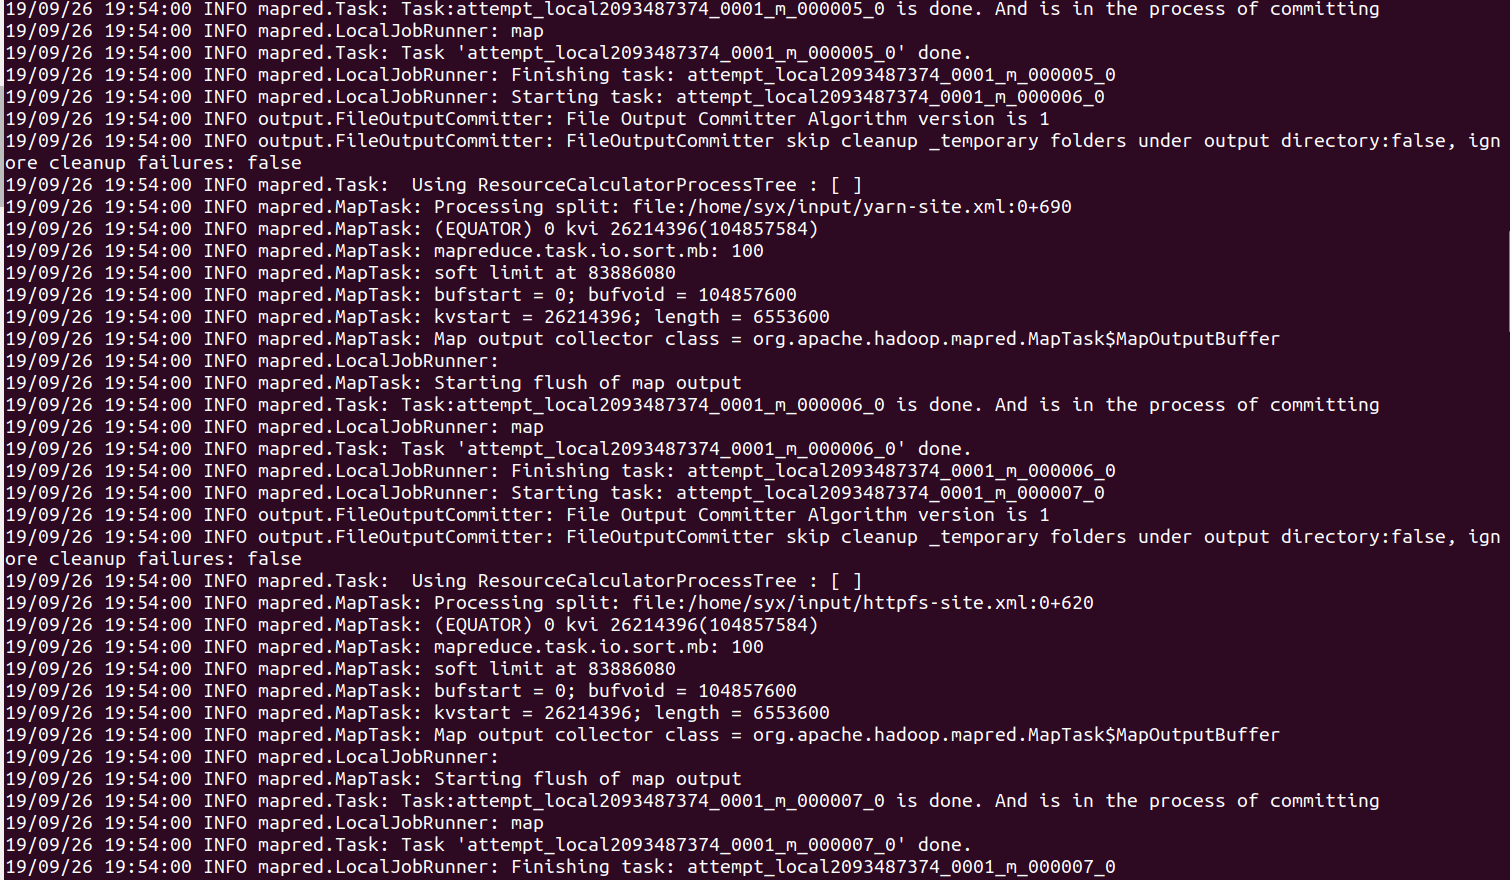 19/09/26 19:54:00 INFO mapred.Task: Task:attempt_local2093487374_0001_m_000005_0 is done. And is in the process of committing
19/09/26 19:54:00 INFO mapred.LocalJobRunner: map
19/09/26 19:54:00 INFO mapred.Task: Task 'attempt_local2093487374_0001_m_000005_0' done.
19/09/26 19:54:00 INFO mapred.LocalJobRunner: Finishing task: attempt_local2093487374_0001_m_000005_0
19/09/26 19:54:00 INFO mapred.LocalJobRunner: Starting task: attempt_local2093487374_0001_m_000006_0
19/09/26 19:54:00 INFO output.FileOutputCommitter: File Output Committer Algorithm version is 1
19/09/26 19:54:00 INFO output.FileOutputCommitter: FileOutputCommitter skip cleanup _temporary folders under output directory:false, ign
ore cleanup failures: false
19/09/26 19:54:00 INFO mapred.Task:  Using ResourceCalculatorProcessTree : [ ]
19/09/26 19:54:00 INFO mapred.MapTask: Processing split: file:/home/syx/input/yarn-site.xml:0+690
19/09/26 19:54:00 INFO mapred.MapTask: (EQUATOR) 0 kvi 26214396(104857584)
19/09/26 19:54:00 INFO mapred.MapTask: mapreduce.task.io.sort.mb: 100
19/09/26 19:54:00 INFO mapred.MapTask: soft limit at 83886080
19/09/26 19:54:00 INFO mapred.MapTask: bufstart = 0; bufvoid = 104857600
19/09/26 19:54:00 INFO mapred.MapTask: kvstart = 26214396; length = 6553600
19/09/26 19:54:00 INFO mapred.MapTask: Map output collector class = org.apache.hadoop.mapred.MapTask$MapOutputBuffer
19/09/26 19:54:00 INFO mapred.LocalJobRunner:
19/09/26 19:54:00 INFO mapred.MapTask: Starting flush of map output
19/09/26 19:54:00 INFO mapred.Task: Task:attempt_local2093487374_0001_m_000006_0 is done. And is in the process of committing
19/09/26 19:54:00 INFO mapred.LocalJobRunner: map
19/09/26 19:54:00 INFO mapred.Task: Task 'attempt_local2093487374_0001_m_000006_0' done.
19/09/26 19:54:00 INFO mapred.LocalJobRunner: Finishing task: attempt_local2093487374_0001_m_000006_0
19/09/26 19:54:00 INFO mapred.LocalJobRunner: Starting task: attempt_local2093487374_0001_m_000007_0
19/09/26 19:54:00 INFO output.FileOutputCommitter: File Output Committer Algorithm version is 1
19/09/26 19:54:00 INFO output.FileOutputCommitter: FileOutputCommitter skip cleanup _temporary folders under output directory:false, ign
ore cleanup failures: false
19/09/26 19:54:00 INFO mapred.Task:  Using ResourceCalculatorProcessTree : [ ]
19/09/26 19:54:00 INFO mapred.MapTask: Processing split: file:/home/syx/input/httpfs-site.xml:0+620
19/09/26 19:54:00 INFO mapred.MapTask: (EQUATOR) 0 kvi 26214396(104857584)
19/09/26 19:54:00 INFO mapred.MapTask: mapreduce.task.io.sort.mb: 100
19/09/26 19:54:00 INFO mapred.MapTask: soft limit at 83886080
19/09/26 19:54:00 INFO mapred.MapTask: bufstart = 0; bufvoid = 104857600
19/09/26 19:54:00 INFO mapred.MapTask: kvstart = 26214396; length = 6553600
19/09/26 19:54:00 INFO mapred.MapTask: Map output collector class = org.apache.hadoop.mapred.MapTask$MapOutputBuffer
19/09/26 19:54:00 INFO mapred.LocalJobRunner:
19/09/26 19:54:00 INFO mapred.MapTask: Starting flush of map output
19/09/26 19:54:00 INFO mapred.Task: Task:attempt_local2093487374_0001_m_000007_0 is done. And is in the process of committing
19/09/26 19:54:00 INFO mapred.LocalJobRunner: map
19/09/26 19:54:00 INFO mapred.Task: Task 'attempt_local2093487374_0001_m_000007_0' done.
19/09/26 19:54:00 INFO mapred.LocalJobRunner: Finishing task: attempt_local2093487374_0001_m_000007_0